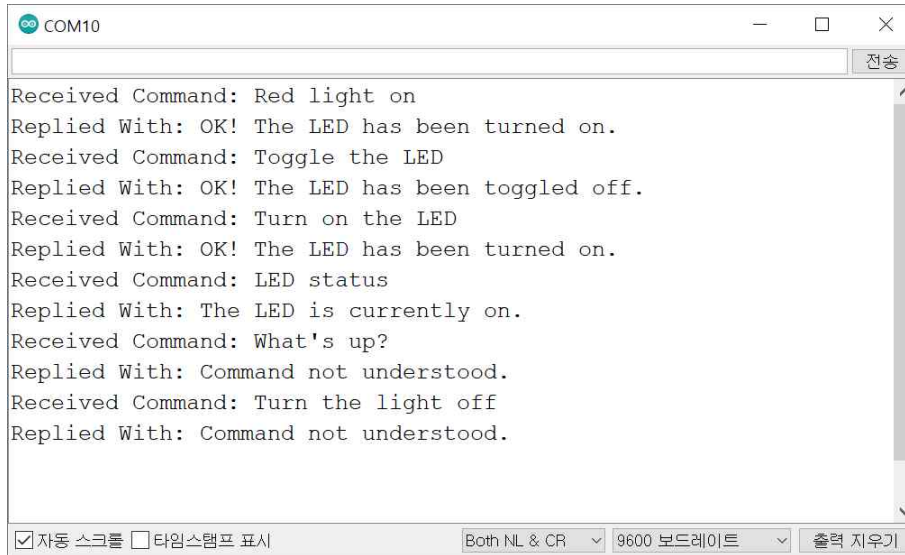 COM10
전송
Received Command: Red light on
Replied With: OK! The LED has been turned on.
Received Command: Toggle the LED
Replied With: OK! The LED has been toggled off.
Received Command: Turn on the LED
Replied With: OK! The LED has been turned on.
Received Command: LED status
Replied With: The LED is currently on.
Received Command: What's up?
Replied With: Command not understood.
Received Command: Turn the light off
Replied With: Command not understood.
자동 스크롤 타임스탬프 표시 Both NL & CR 9600 보드레이트 출력 지우기